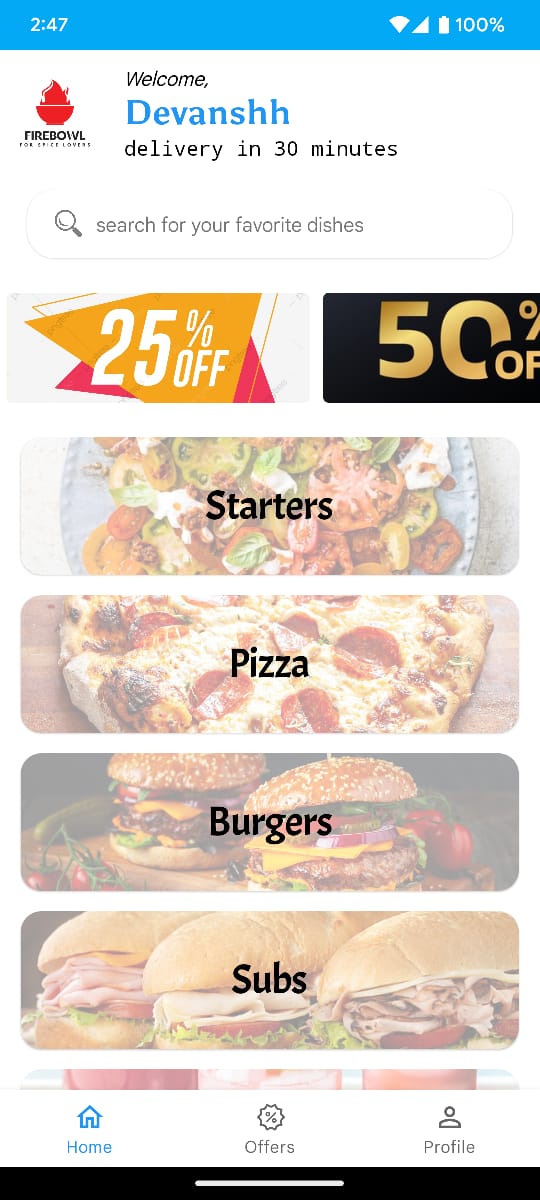 2:47
100%
Welcome,
Devanshh
delivery in 30 minutes
FIREBOWL
FOR SPICE LOVERS
search for your favorite dishes
25% OFF
50%
Starters
Pizza
Burgers
Subs
Home
Offers
Profile